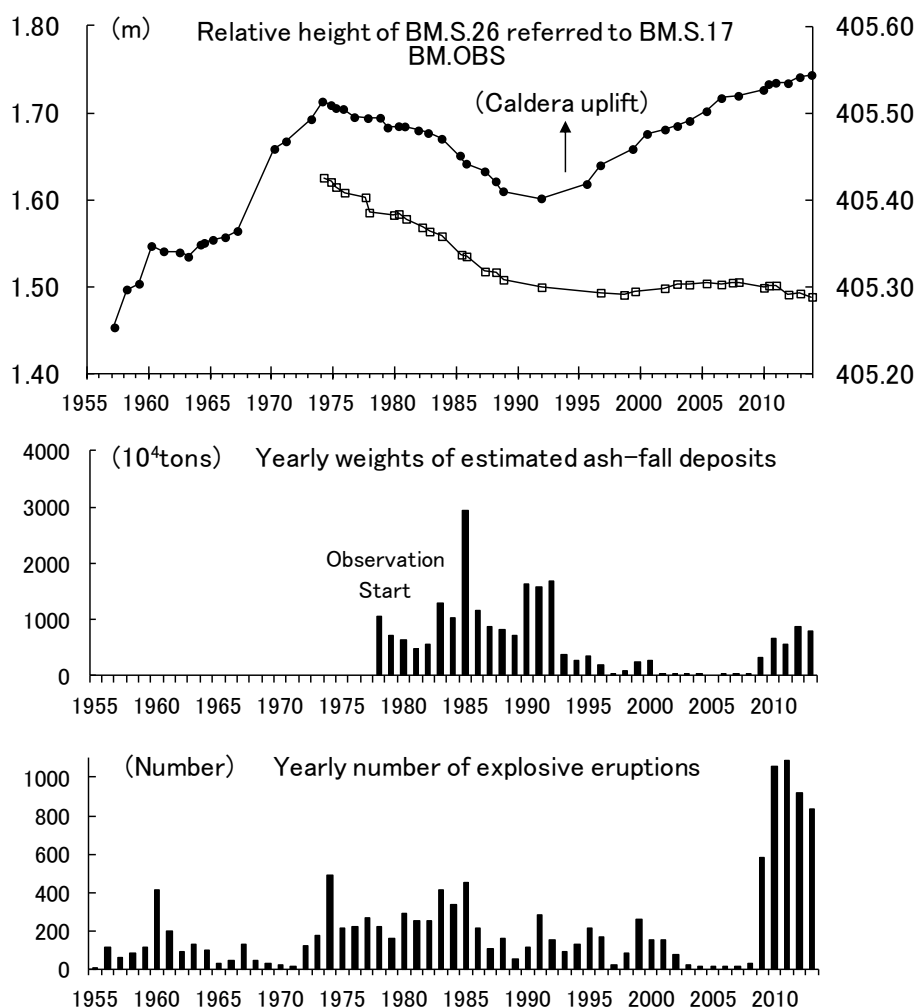 1.80 (m) Relative height of BM.S.26 referred to BM.S.17 405.60
BM.OBS
1.70 (Caldera uplift) 405.50
1.60 405.40
1.50 405.30
1.40 405.20
1955 1960 1965 1970 1975 1980 1985 1990 1995 2000 2005 2010
4000 (10⁴tons) Yearly weights of estimated ash-fall deposits
3000
Observation
Start
2000
1000
0
1955 1960 1965 1970 1975 1980 1985 1990 1995 2000 2005 2010
(Number) Yearly number of explosive eruptions
1000
800
600
400
200
0
1955 1960 1965 1970 1975 1980 1985 1990 1995 2000 2005 2010